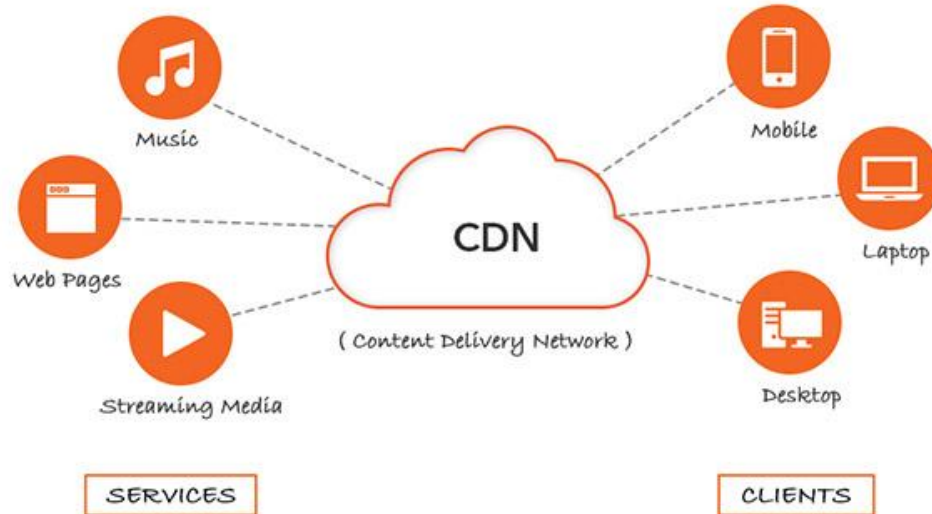 Music
Mobile
CDN
Web Pages
Laptop
( Content Delivery Network )
Streaming Media
Desktop
SERVICES
CLIENTS